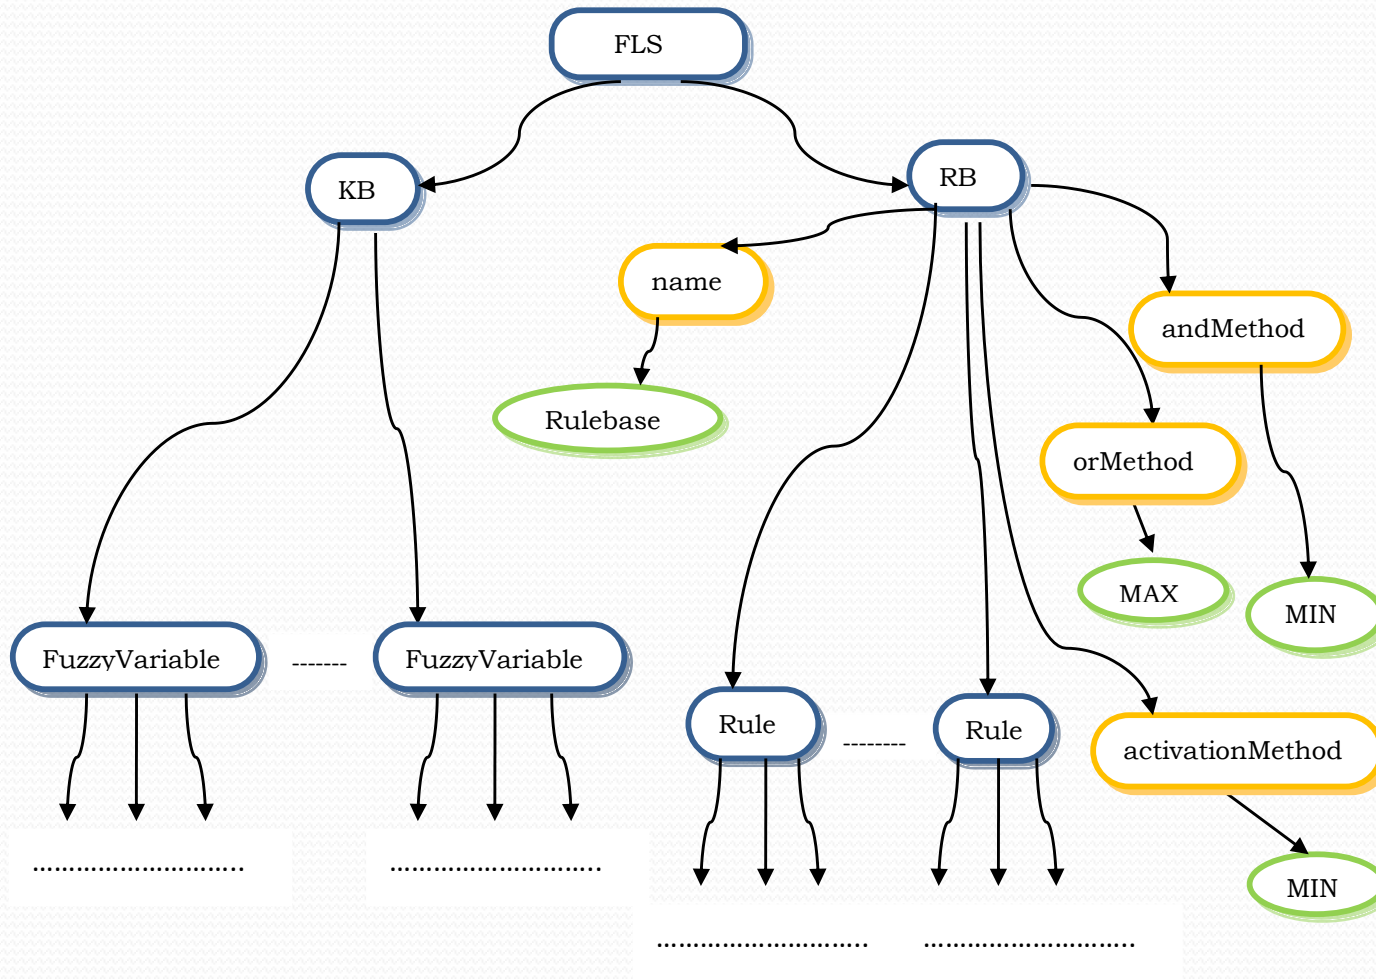 FLS
KB
RB
name
andMethod
Rulebase
orMethod
MAX
MIN
FuzzyVariable ------- FuzzyVariable
Rule -------- Rule
activationMethod
MIN
……………………….. ………………………..
……………………….. ………………………..